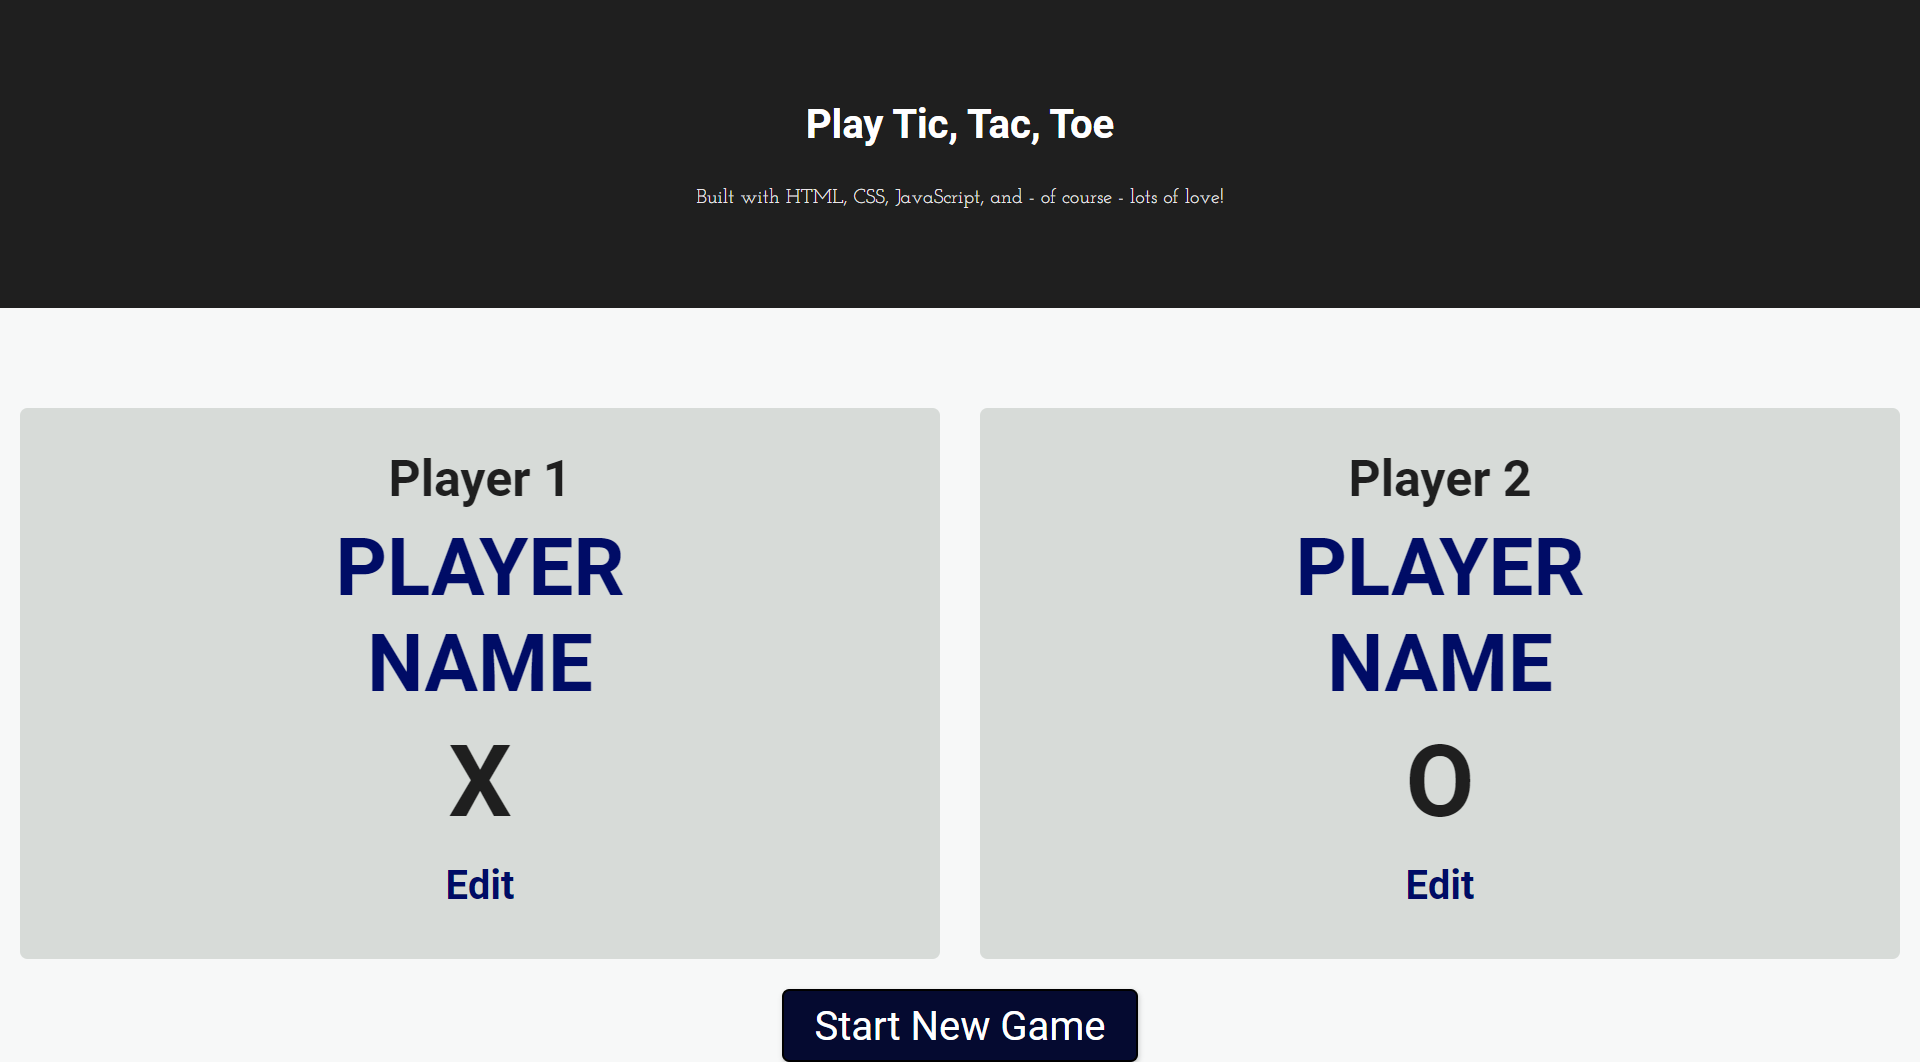 Play Tic, Tac, Toe
Built with HTML, CSS, JavaScript, and - of course - lots of love!
Player 1
PLAYER
NAME
X
Edit
Player 2
PLAYER
NAME
O
Edit
Start New Game